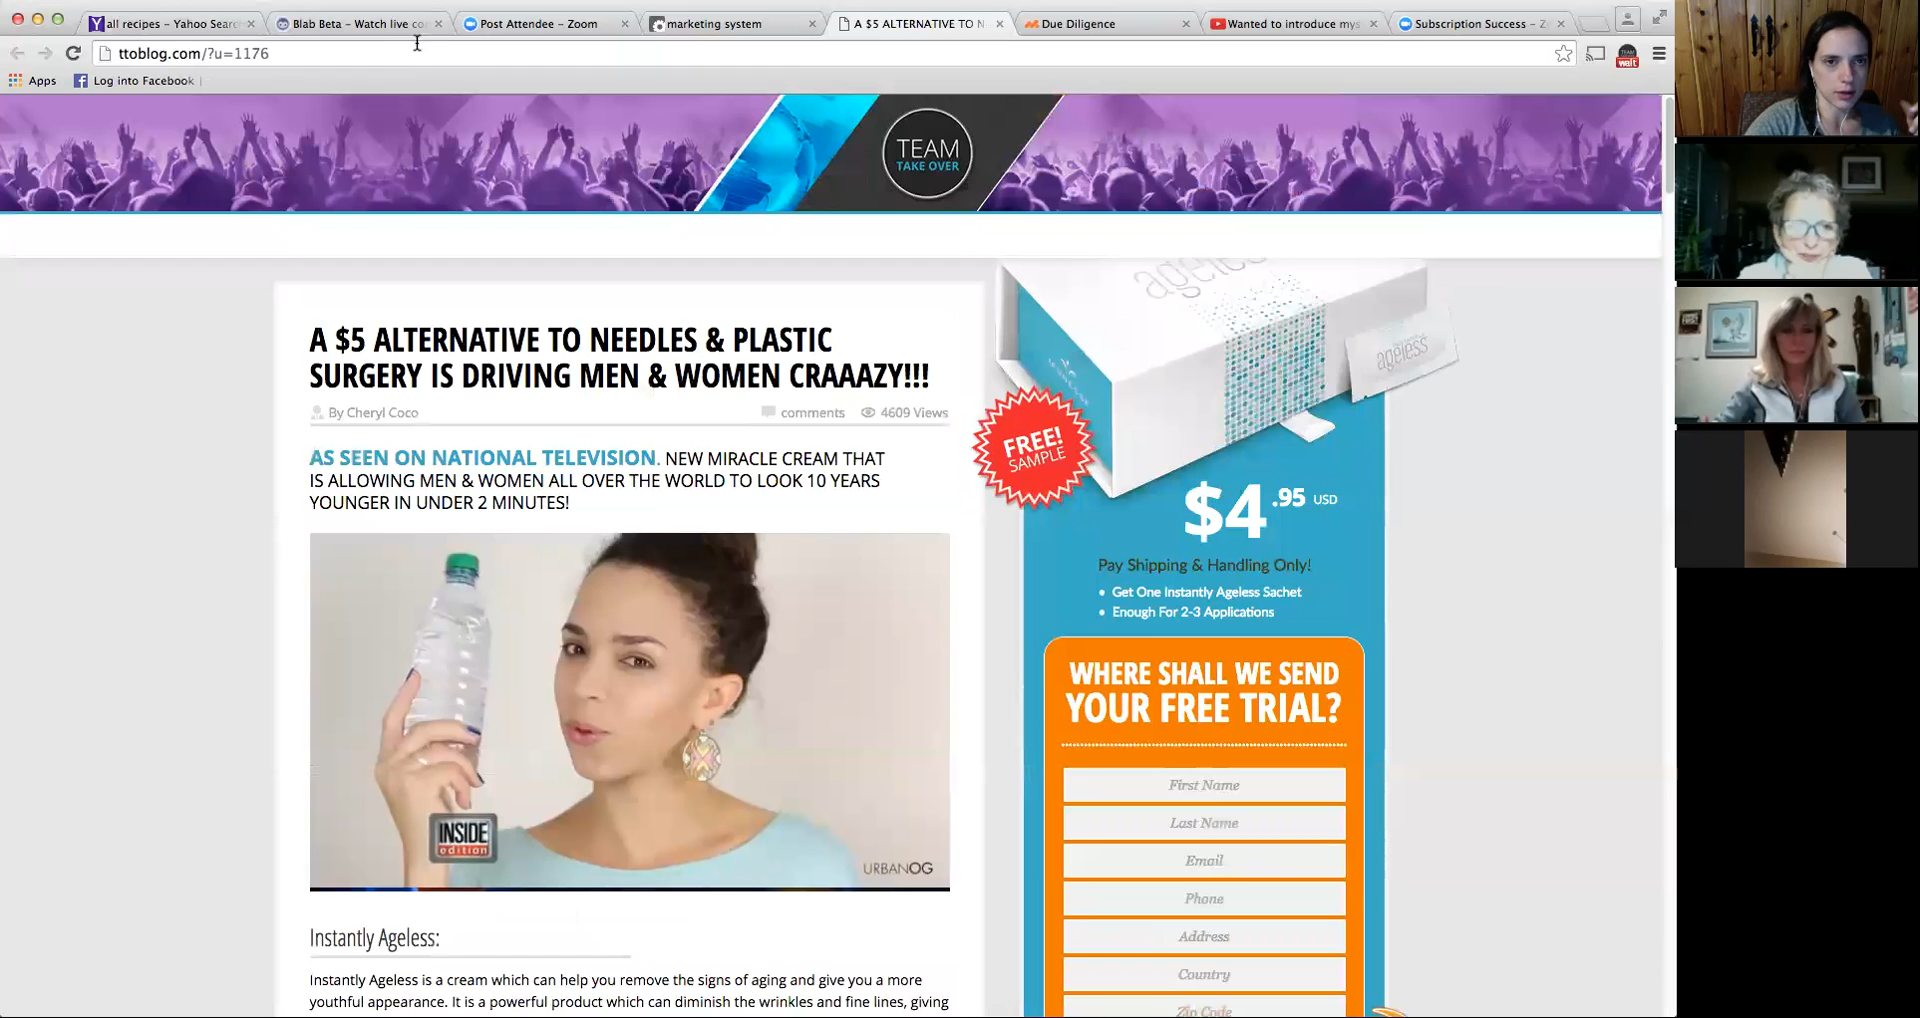 all recipes – Yahoo Searc
Blab Beta – Watch live co
Post Attendee – Zoom
marketing system
A $5 ALTERNATIVE TO N
Due Diligence
Wanted to introduce mys
Subscription Success – Z
ttoblog.com/?u=1176
TEAM
walt
Apps
Log into Facebook
TEAM
TAKE OVER
ageless
ageless
A $5 ALTERNATIVE TO NEEDLES & PLASTIC
SURGERY IS DRIVING MEN & WOMEN CRAAAZY!!!
By Cheryl Coco
comments
4609 Views
AS SEEN ON NATIONAL TELEVISION. NEW MIRACLE CREAM THAT
IS ALLOWING MEN & WOMEN ALL OVER THE WORLD TO LOOK 10 YEARS
YOUNGER IN UNDER 2 MINUTES!
INSIDE
edition
URBANOG
Instantly Ageless:
Instantly Ageless is a cream which can help you remove the signs of aging and give you a more
youthful appearance. It is a powerful product which can diminish the wrinkles and fine lines, giving
FREE!
SAMPLE
$4.95 USD
Pay Shipping & Handling Only!
• Get One Instantly Ageless Sachet
• Enough For 2-3 Applications
WHERE SHALL WE SEND
YOUR FREE TRIAL?
First Name
Last Name
Email
Phone
Address
Country
Zip Code